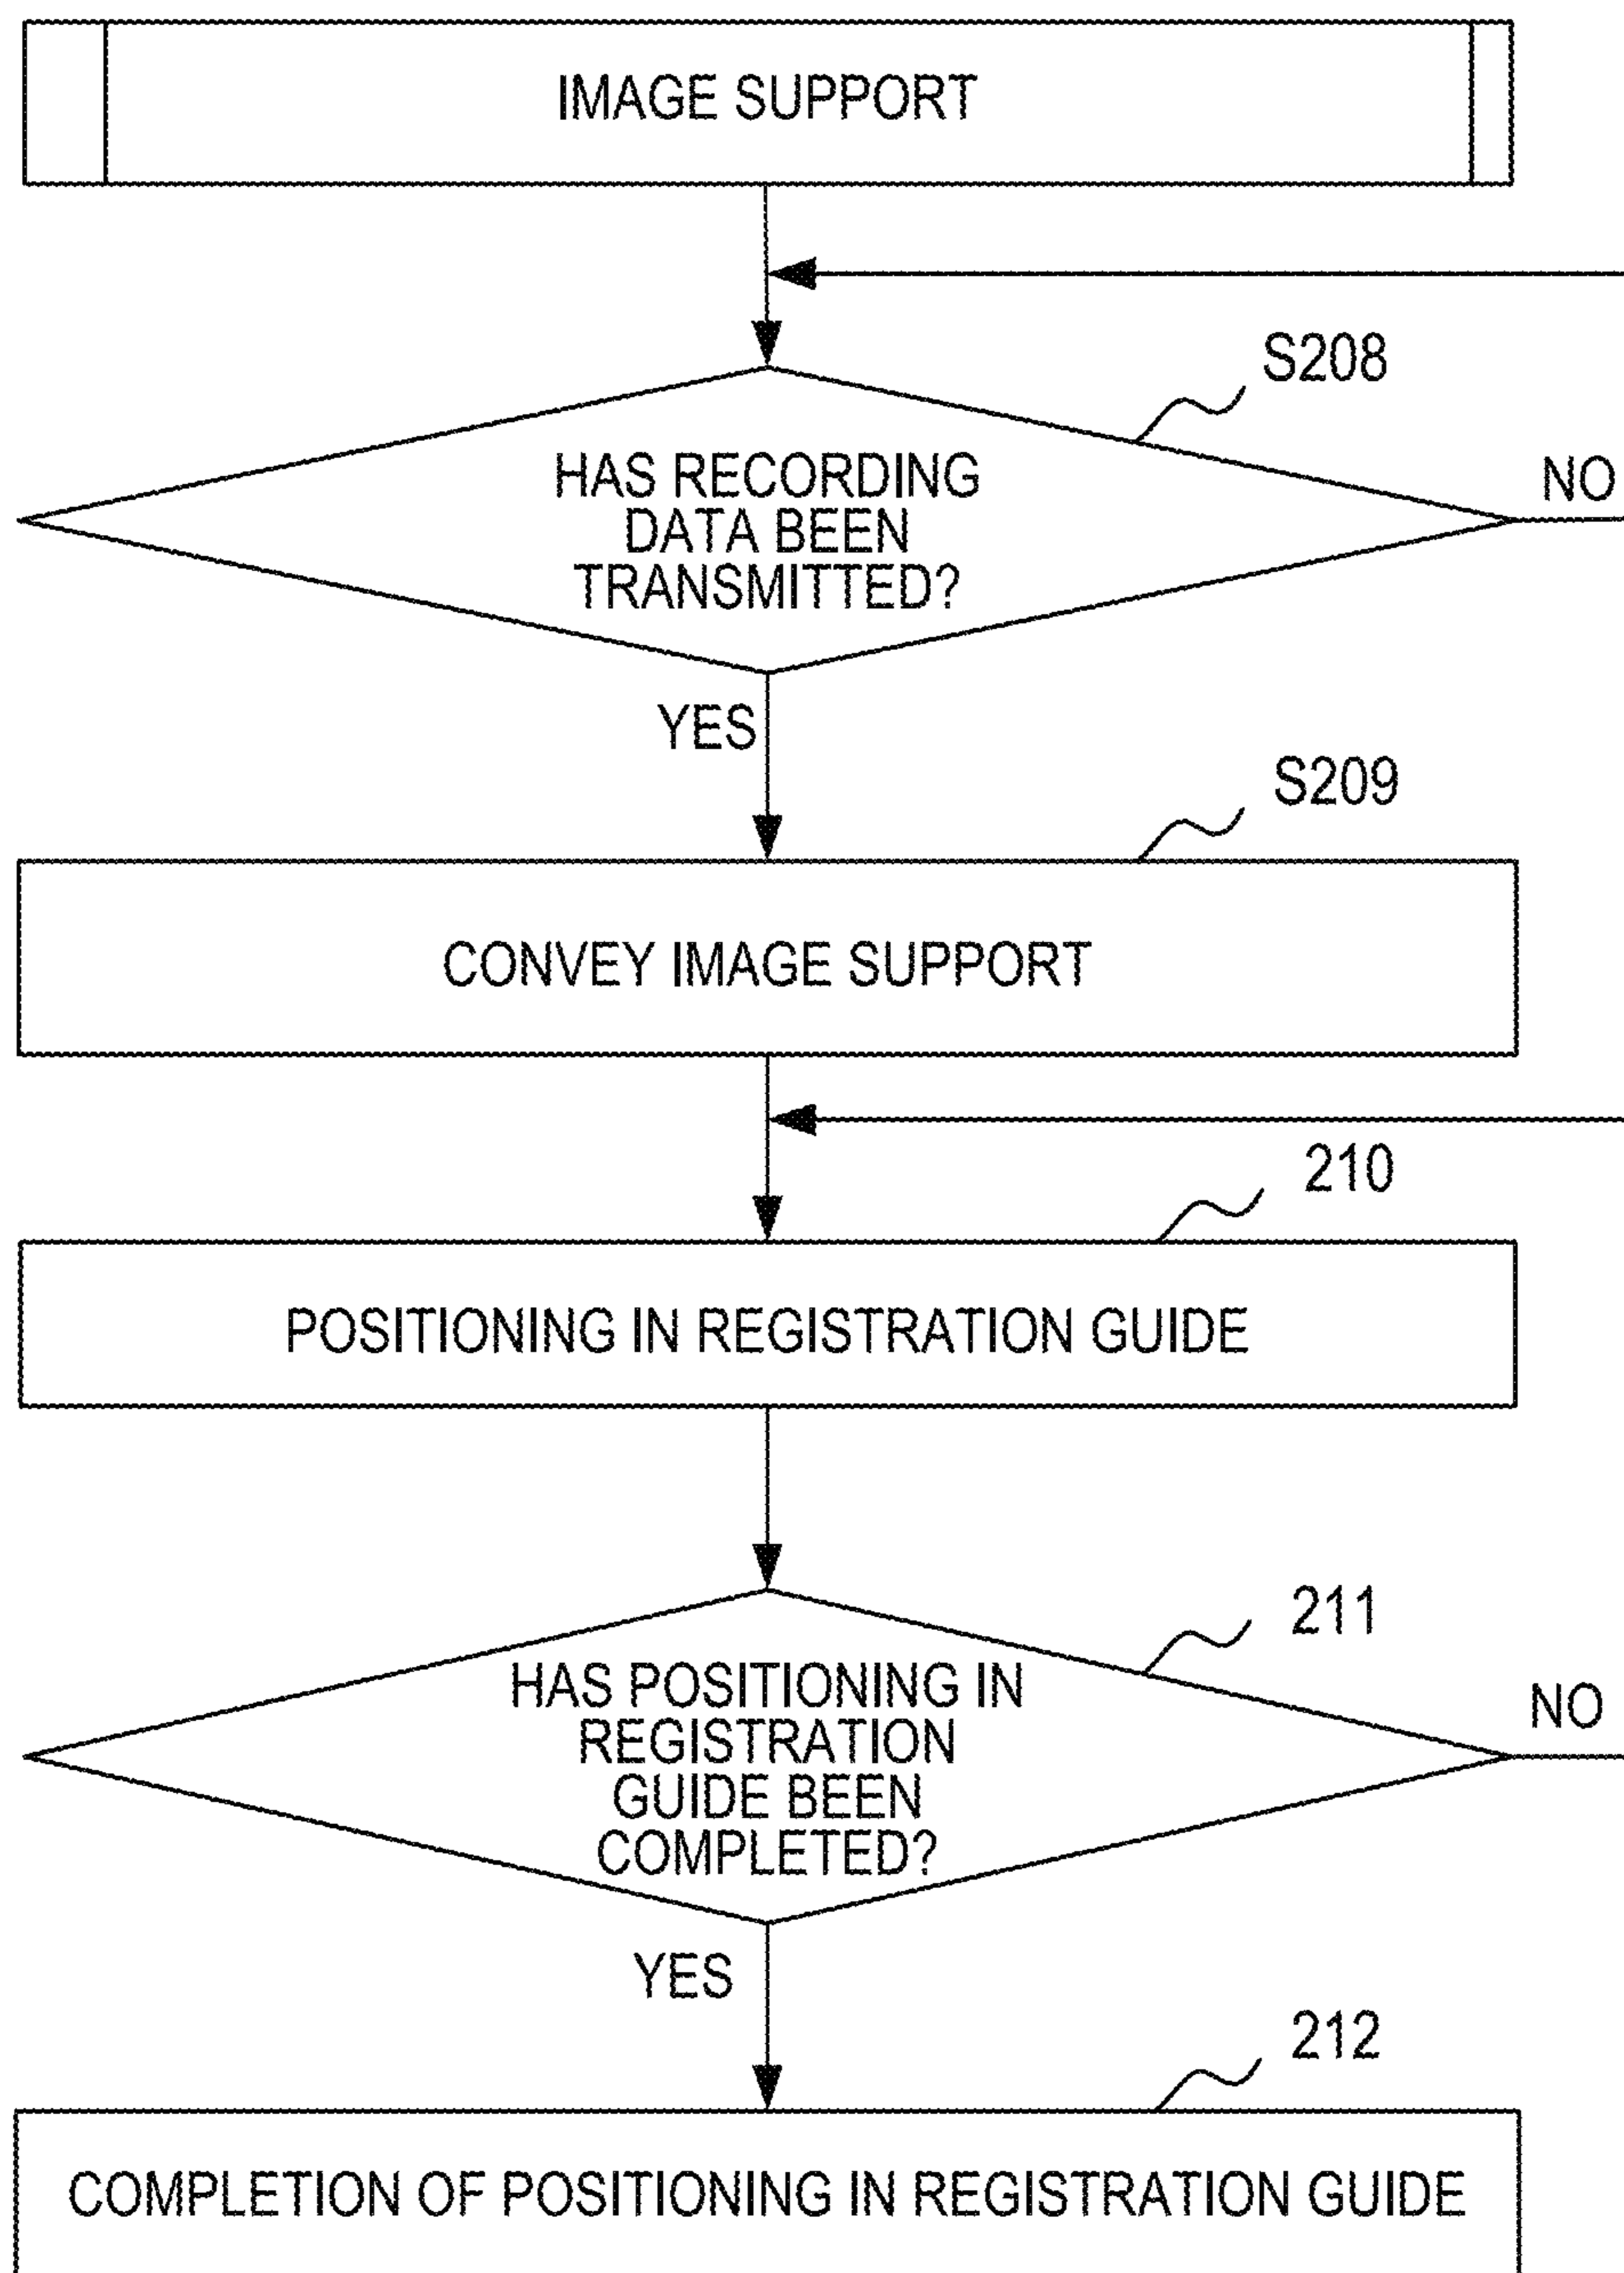 IMAGE SUPPORT
S208
HAS RECORDING
DATA BEEN
TRANSMITTED?
NO
YES
S209
CONVEY IMAGE SUPPORT
210
POSITIONING IN REGISTRATION GUIDE
211
HAS POSITIONING IN
REGISTRATION
GUIDE BEEN
COMPLETED?
NO
YES
212
COMPLETION OF POSITIONING IN REGISTRATION GUIDE